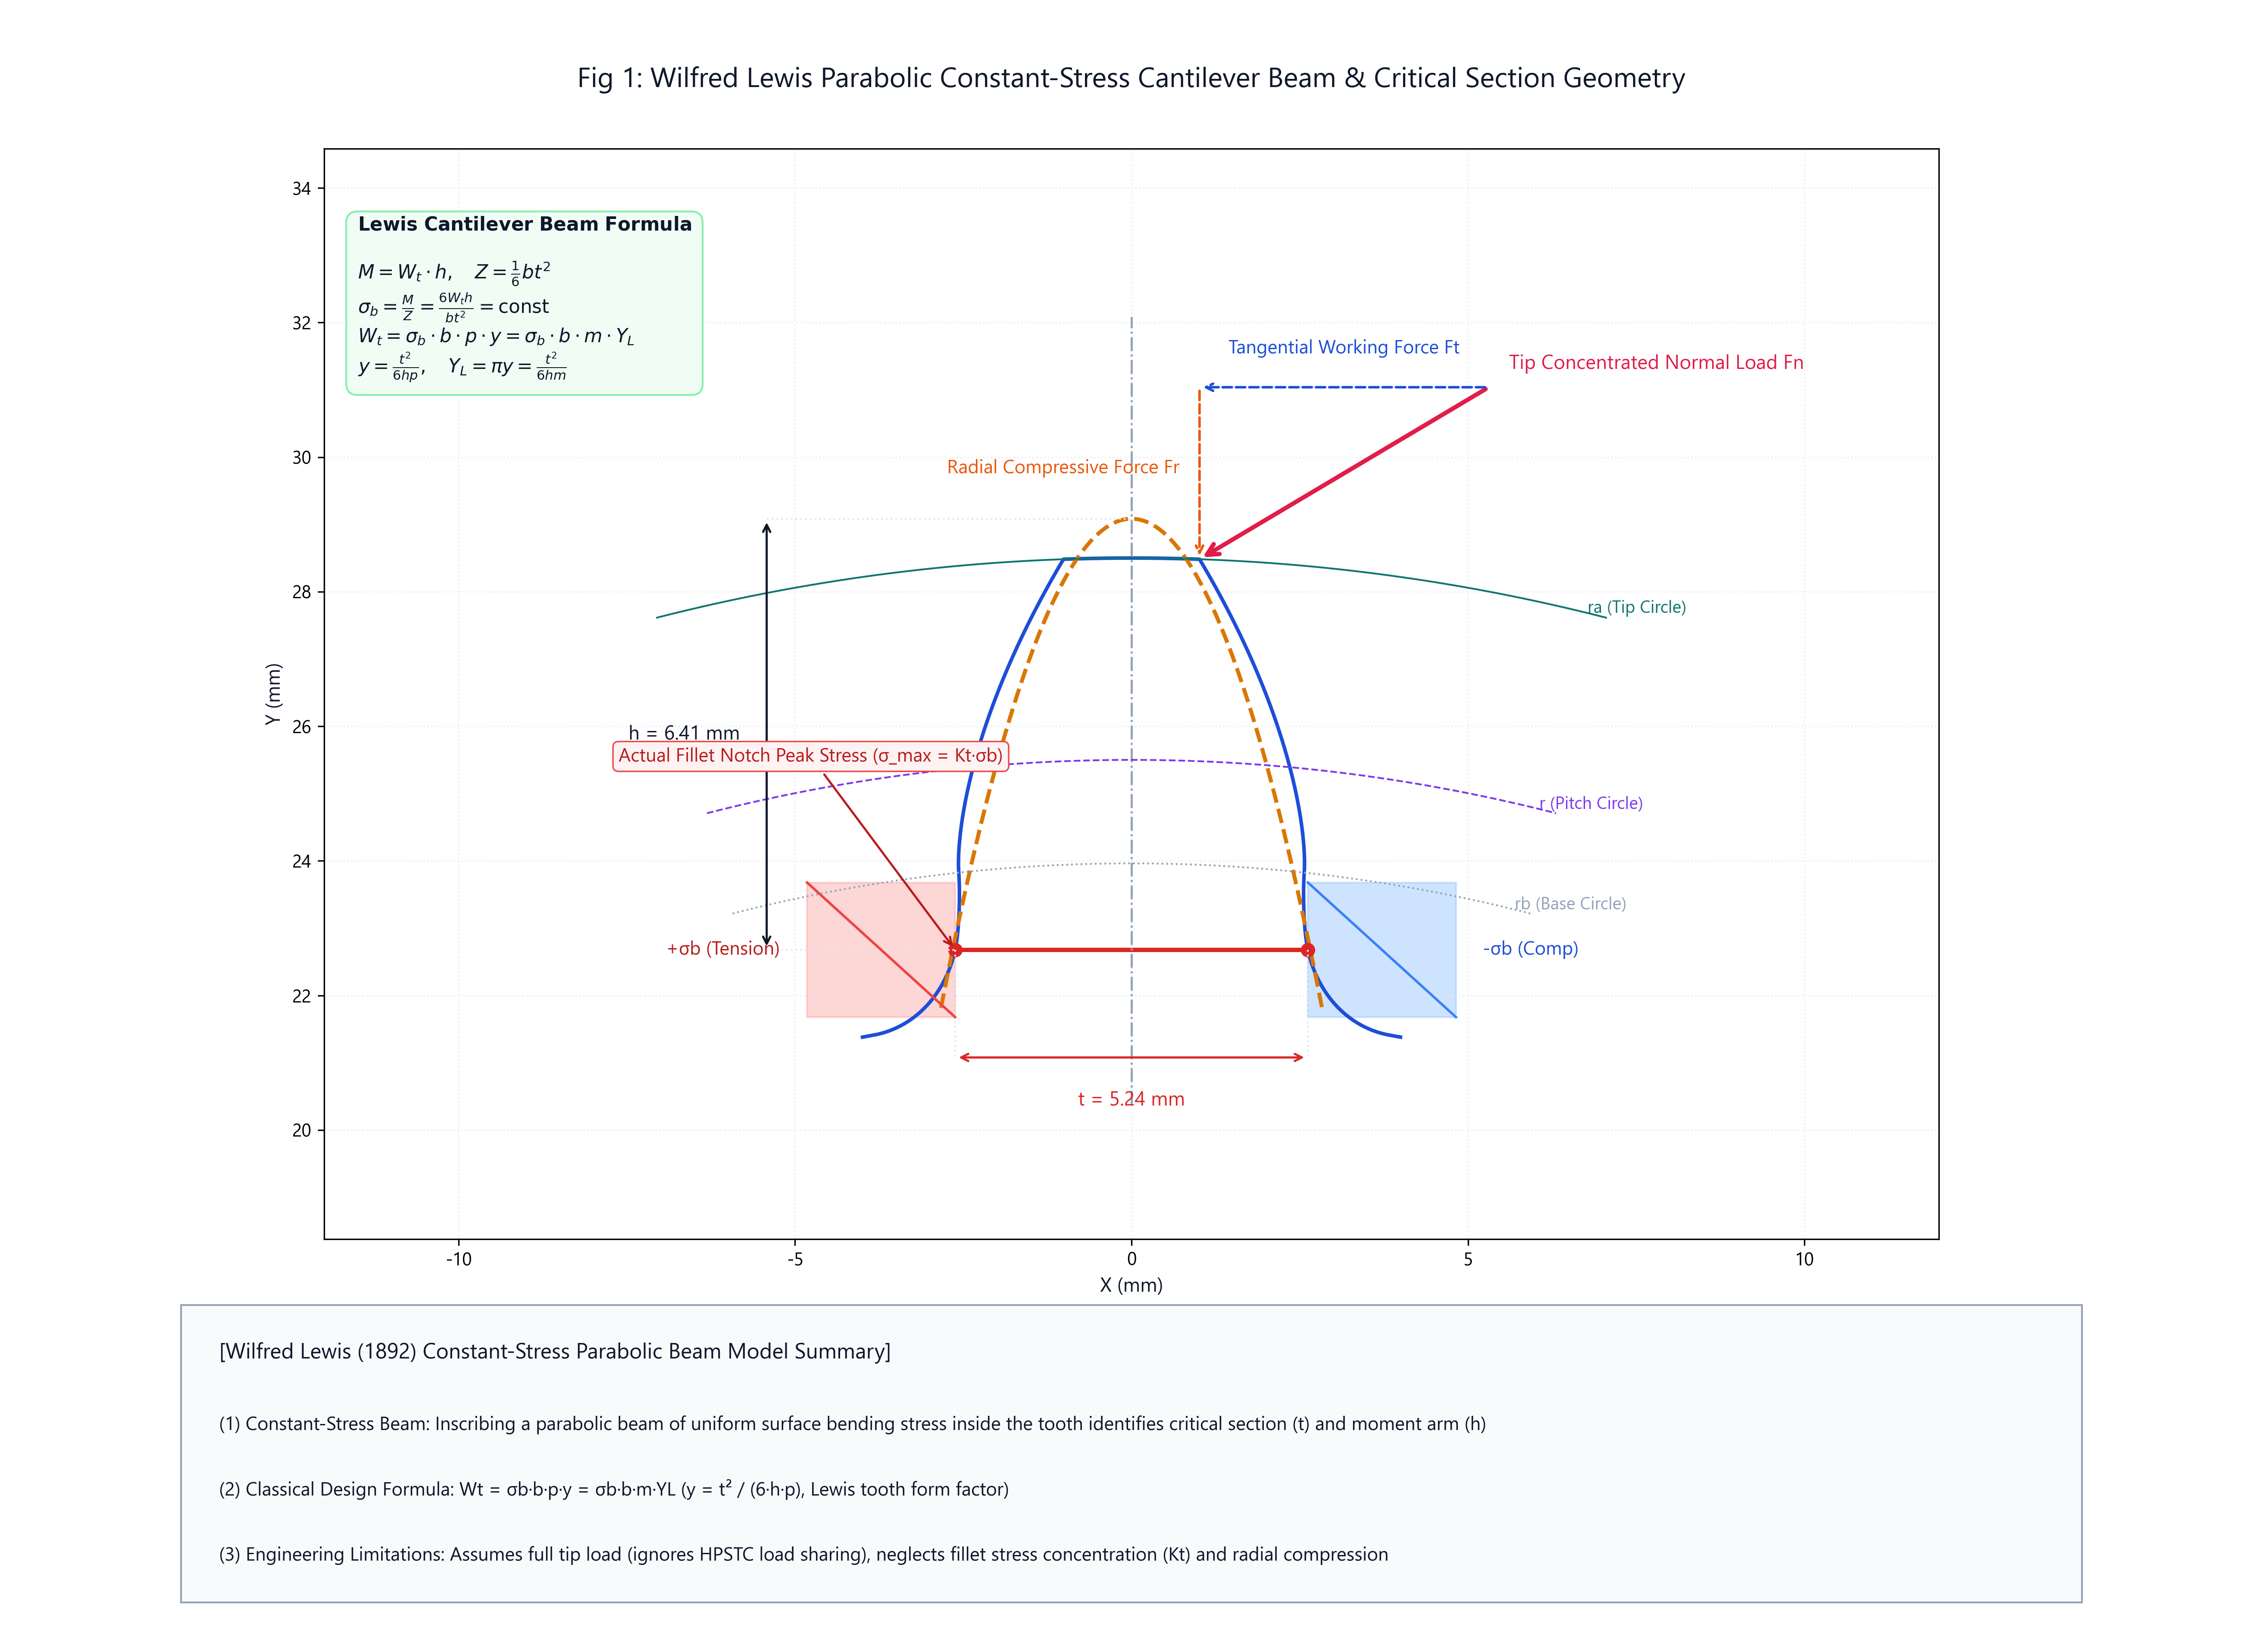 Fig 1: Wilfred Lewis Parabolic Constant-Stress Cantilever Beam & Critical Section Geometry
Lewis Cantilever Beam Formula
M = W_t · h,  Z = 1/6 bt²
σ_b = M/Z = 6W_t h / bt² = const
W_t = σ_b · b · p · y = σ_b · b · m · Y_L
y = t²/6hp,  Y_L = πy = t²/6hm
Tangential Working Force Ft
Tip Concentrated Normal Load Fn
Radial Compressive Force Fr
ra (Tip Circle)
h = 6.41 mm
Actual Fillet Notch Peak Stress (σ_max = Kt·σb)
r (Pitch Circle)
rb (Base Circle)
+σb (Tension)
-σb (Comp)
t = 5.24 mm
Y (mm)
34
32
30
28
26
24
22
20
-10
-5
0
5
10
X (mm)
[Wilfred Lewis (1892) Constant-Stress Parabolic Beam Model Summary]
(1) Constant-Stress Beam: Inscribing a parabolic beam of uniform surface bending stress inside the tooth identifies critical section (t) and moment arm (h)
(2) Classical Design Formula: Wt = σb·b·p·y = σb·b·m·YL (y = t² / (6·h·p), Lewis tooth form factor)
(3) Engineering Limitations: Assumes full tip load (ignores HPSTC load sharing), neglects fillet stress concentration (Kt) and radial compression